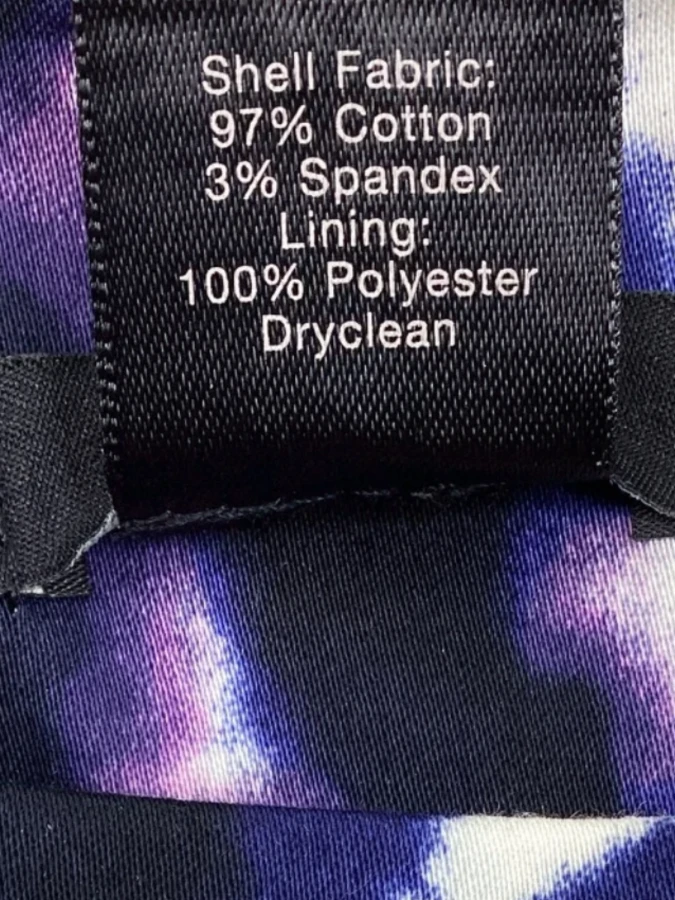 Shell Fabric:
97% Cotton
3% Spandex
Lining:
100% Polyester
Dryclean